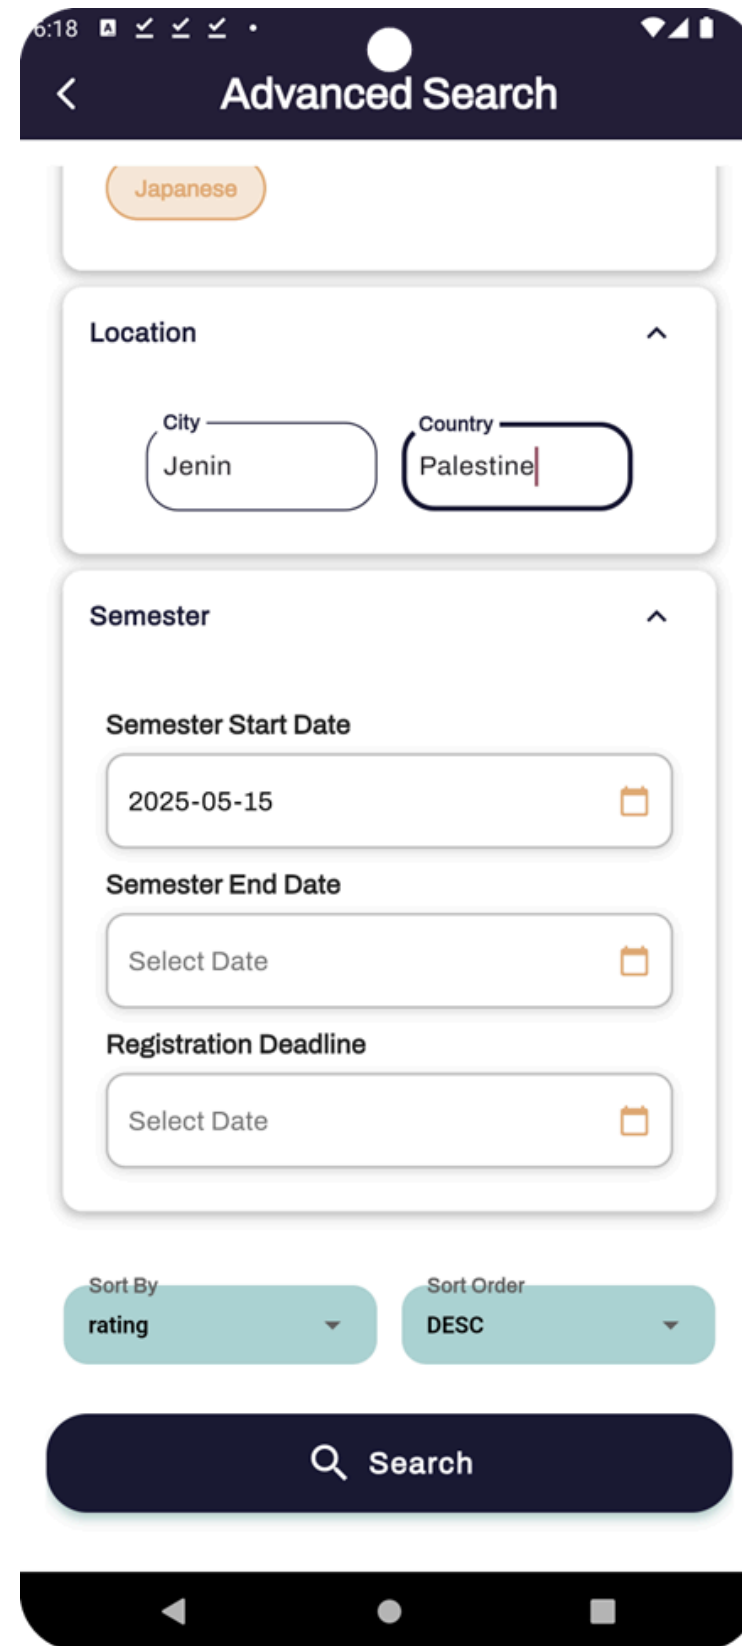 6:18
Advanced Search
Japanese
Location
City Country
Jenin Palestine
Semester
Semester Start Date
2025-05-15
Semester End Date
Select Date
Registration Deadline
Select Date
Sort By Sort Order
rating DESC
Search